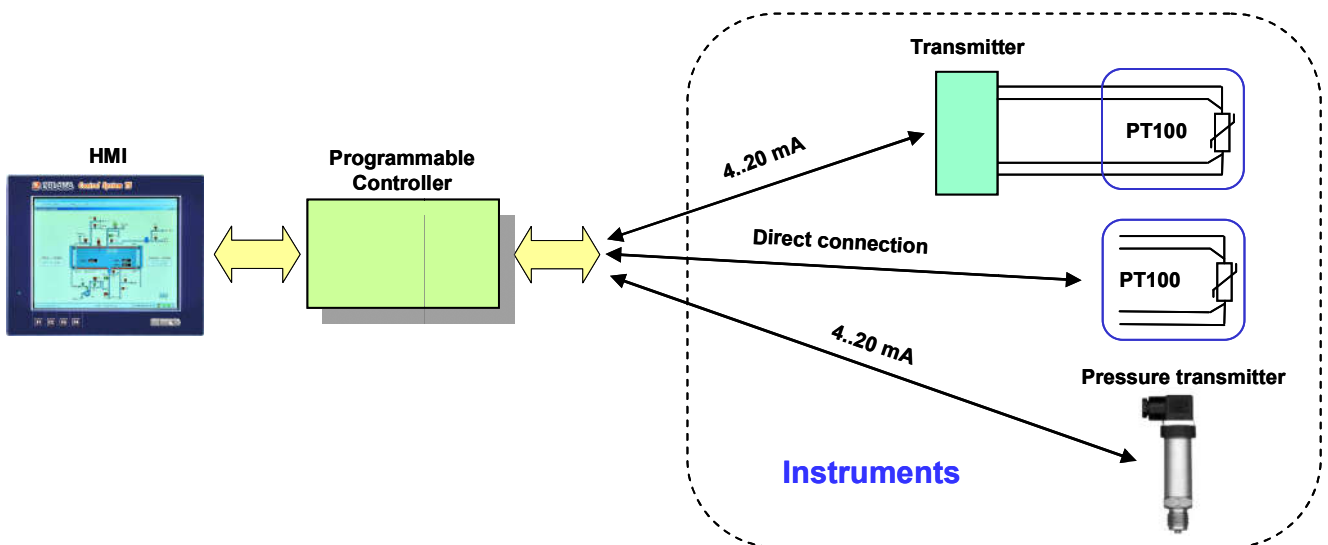 Transmitter
PT100
4..20 mA
HMI
Programmable
Controller
Direct connection
PT100
4..20 mA
Pressure transmitter
Instruments